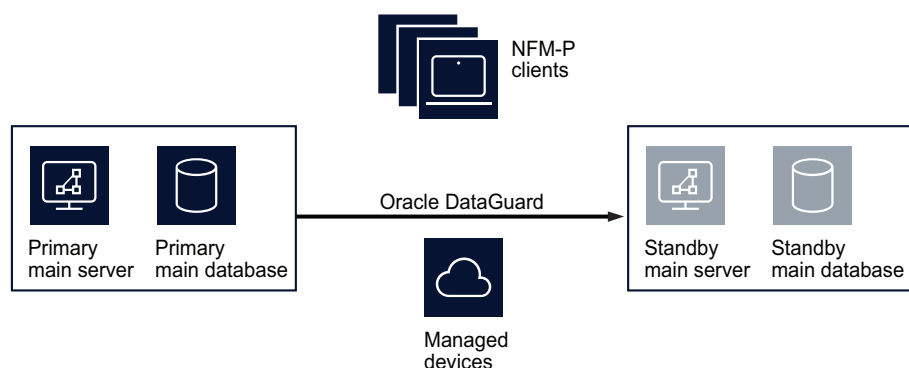 NFM-P
clients
Oracle DataGuard
Primary
main server
Primary
main database
Standby
main server
Standby
main database
Managed
devices